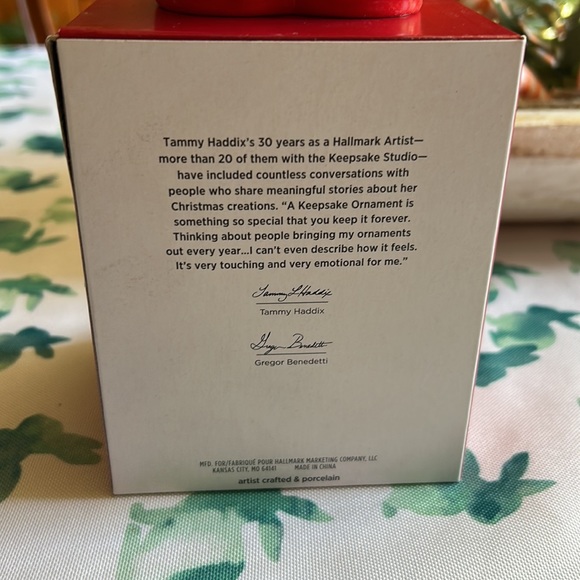 Tammy Haddix's 30 years as a Hallmark Artist—
more than 20 of them with the Keepsake Studio—
have included countless conversations with
people who share meaningful stories about her
Christmas creations. “A Keepsake Ornament is
something so special that you keep it forever.
Thinking about people bringing my ornaments
out every year...I can't even describe how it feels.
It's very touching and very emotional for me.”
Tammy L Haddix
Tammy Haddix
Gregor Benedetti
Gregor Benedetti
MFD. FOR/FABRIQUÉ POUR HALLMARK MARKETING COMPANY, LLC
KANSAS CITY, MO 64141 MADE IN CHINA
artist crafted & porcelain